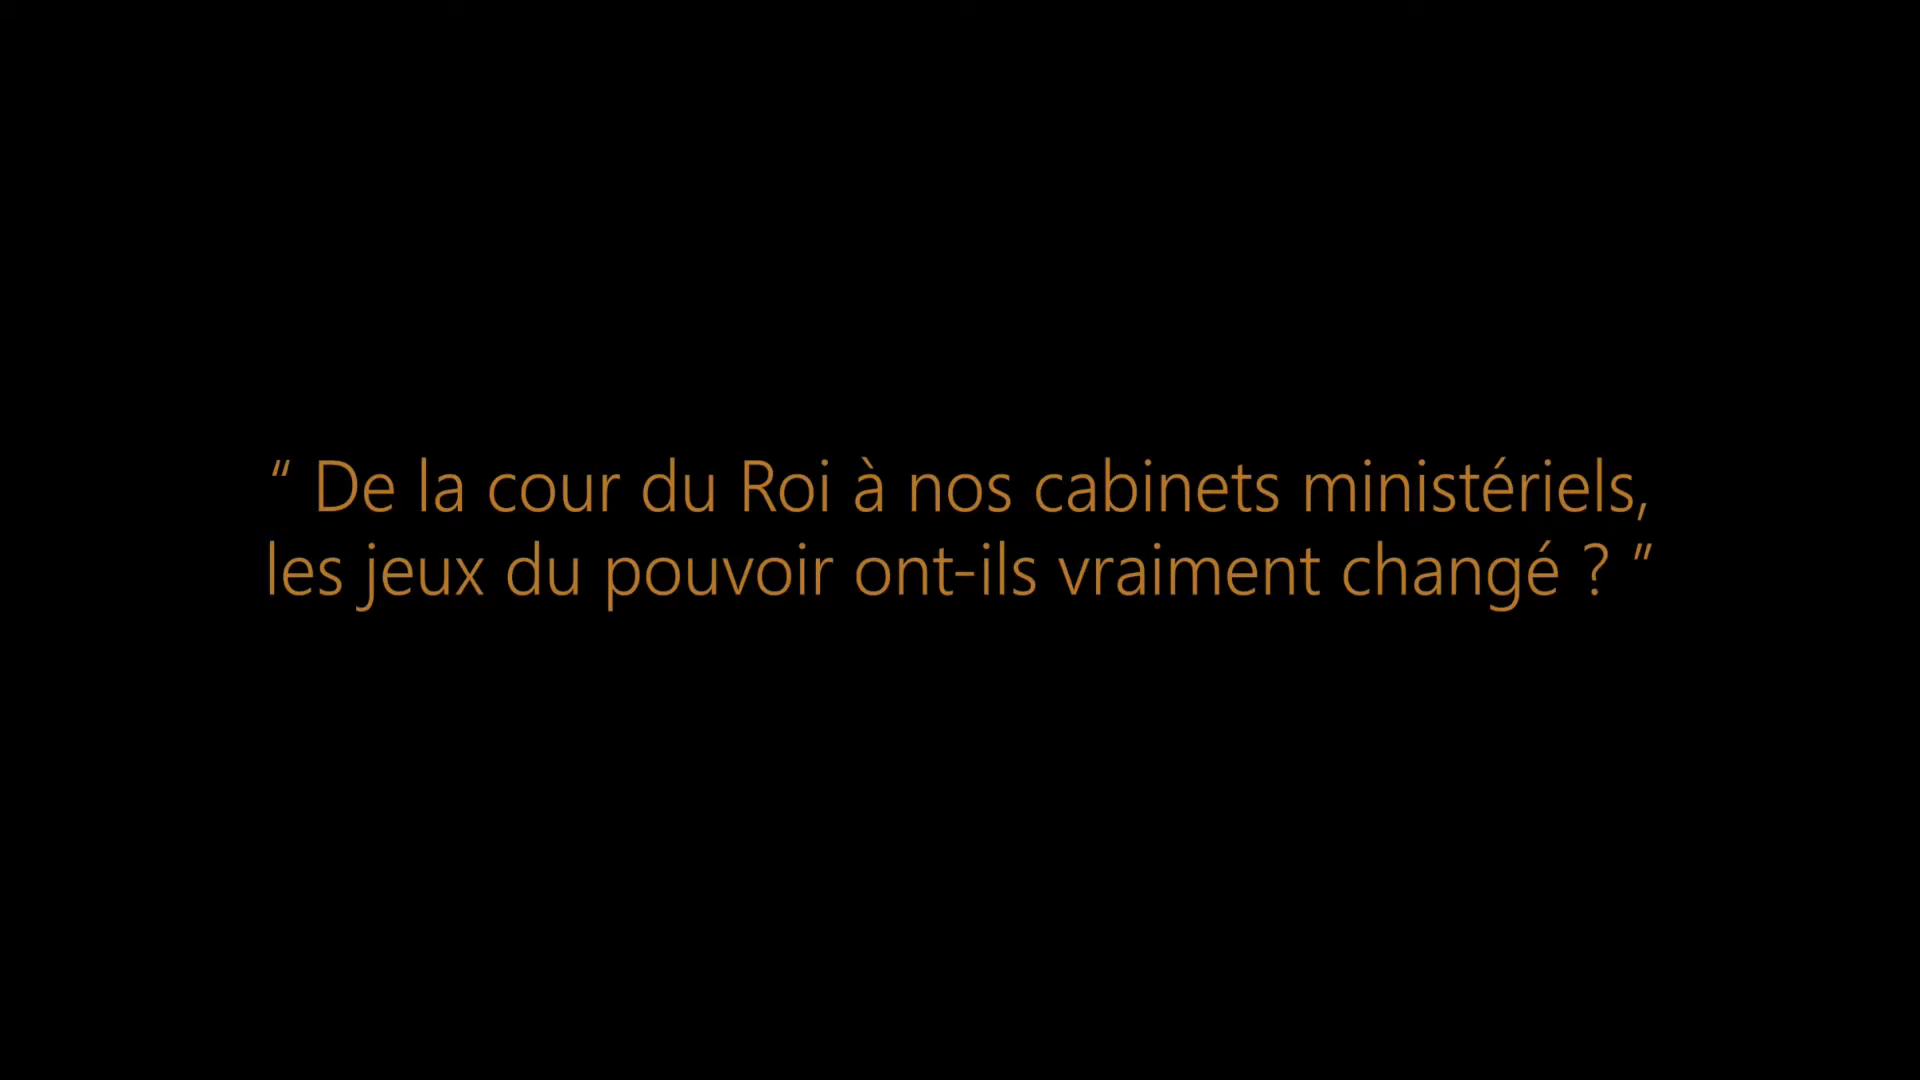 “ De la cour du Roi à nos cabinets ministériels,
les jeux du pouvoir ont-ils vraiment changé ? ”